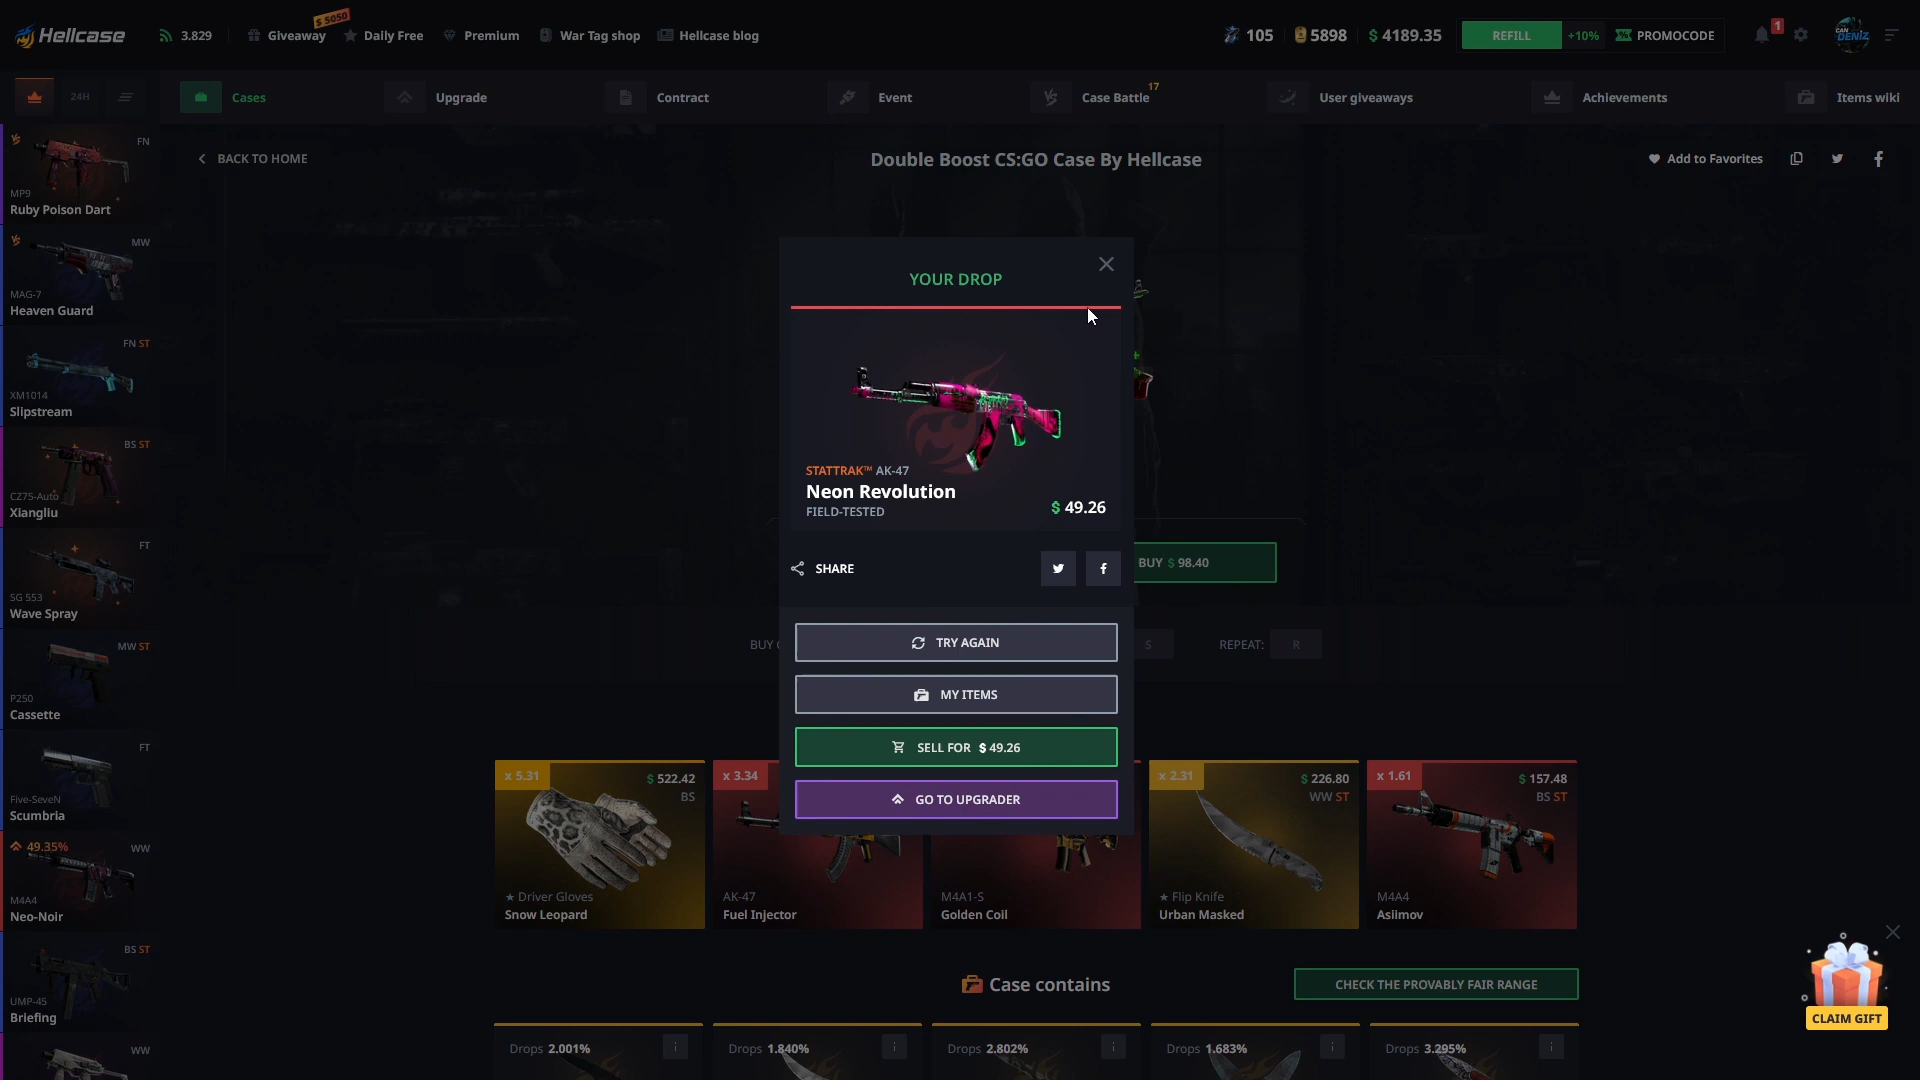 Hellcase
3.829
Giveaway
$ 5050
Daily Free
Premium
War Tag shop
Hellcase blog
105
5898
$ 4189.35
REFILL
+10%
PROMOCODE
1
CAN DENIZ
24H
Cases
Upgrade
Contract
Event
Case Battle
17
User giveaways
Achievements
Items wiki
BACK TO HOME
Double Boost CS:GO Case By Hellcase
Add to Favorites
FN
MP9
Ruby Poison Dart
MW
MAG-7
Heaven Guard
FN ST
XM1014
Slipstream
BS ST
CZ75-Auto
Xiangliu
FT
SG 553
Wave Spray
MW ST
P250
Cassette
FT
Five-SeveN
Scumbria
49.35%
WW
M4A4
Neo-Noir
BS ST
UMP-45
Briefing
WW
YOUR DROP
STATTRAK™ AK-47
Neon Revolution
FIELD-TESTED
$ 49.26
SHARE
BUY $ 98.40
TRY AGAIN
MY ITEMS
SELL FOR $ 49.26
GO TO UPGRADER
BUY
S
REPEAT:
R
x 5.31
$ 522.42
BS
★ Driver Gloves
Snow Leopard
x 3.34
AK-47
Fuel Injector
M4A1-S
Golden Coil
x 2.31
$ 226.80
WW ST
★ Flip Knife
Urban Masked
x 1.61
$ 157.48
BS ST
M4A4
Asiimov
Case contains
CHECK THE PROVABLY FAIR RANGE
Drops 2.001%
Drops 1.840%
Drops 2.802%
Drops 1.683%
Drops 3.295%
CLAIM GIFT